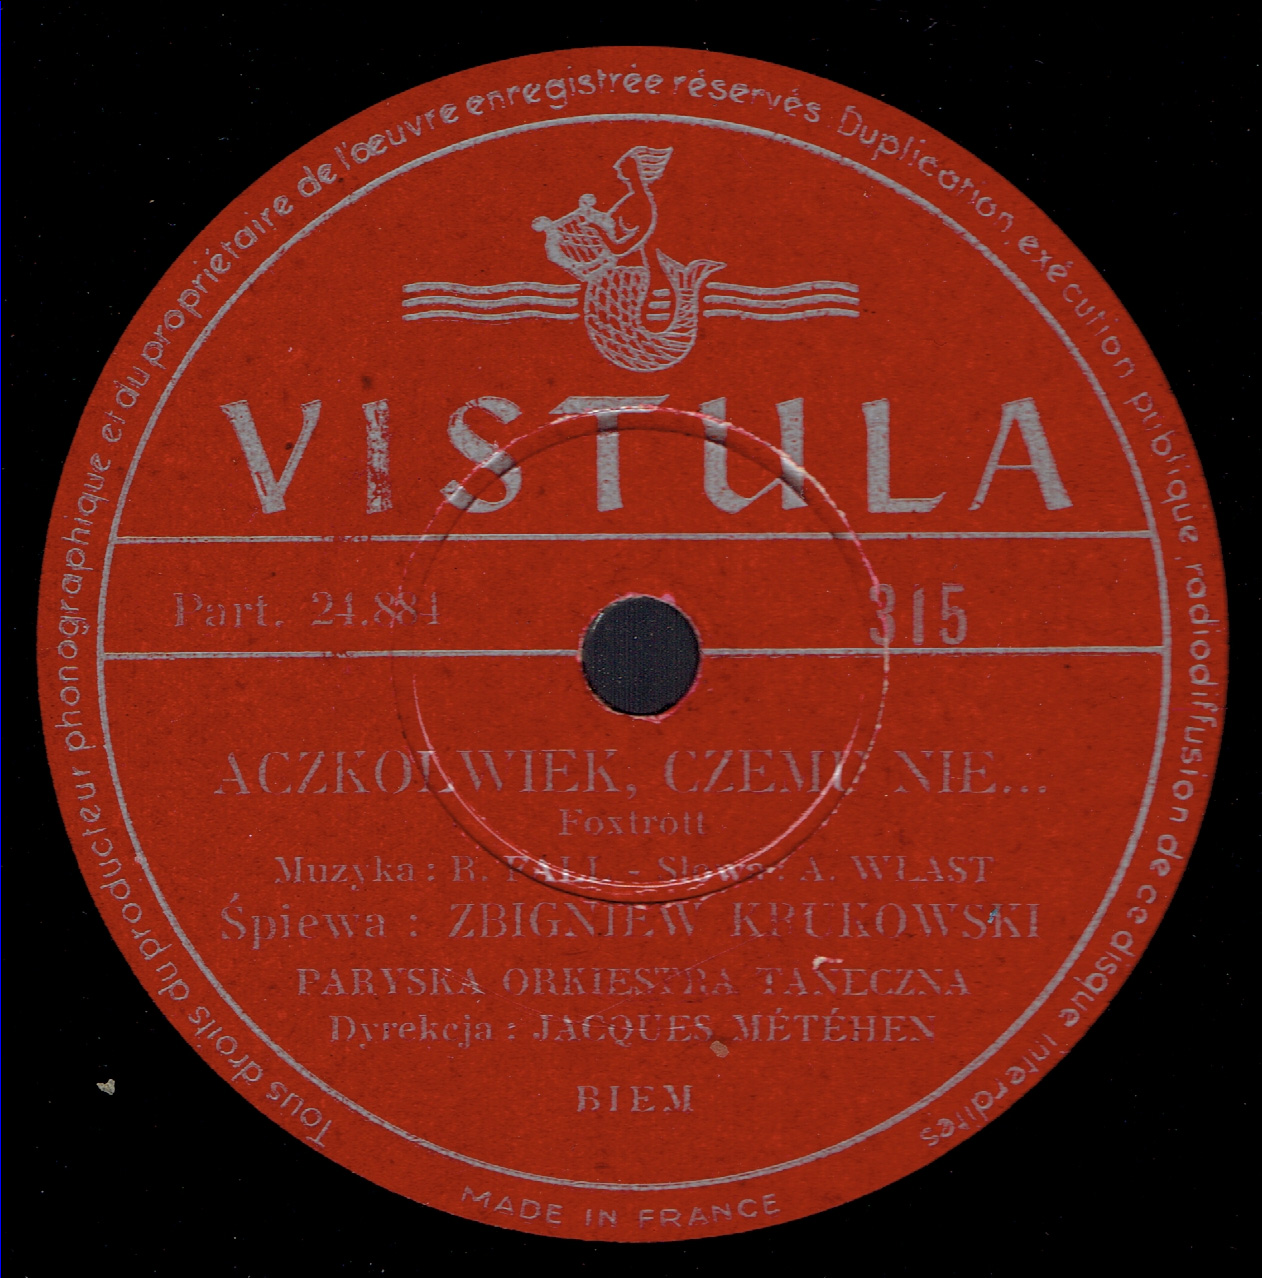 Tous droits du producteur phonographique et du propriétaire de l'œuvre enregistrée réservés Duplication, exécution publique, radiodiffusion de ce disque interdites
VISTULA
Part. 24.884
315
ACZKOLWIEK, CZEMU NIE...
Foxtrott
Muzyka : R. FALL - Słowa : A. WŁAST
Śpiewa : ZBIGNIEW KRUKOWSKI
PARYSKA ORKIESTRA TANECZNA
Dyrekcja : JACQUES MÉTÉHEN
BIEM
MADE IN FRANCE